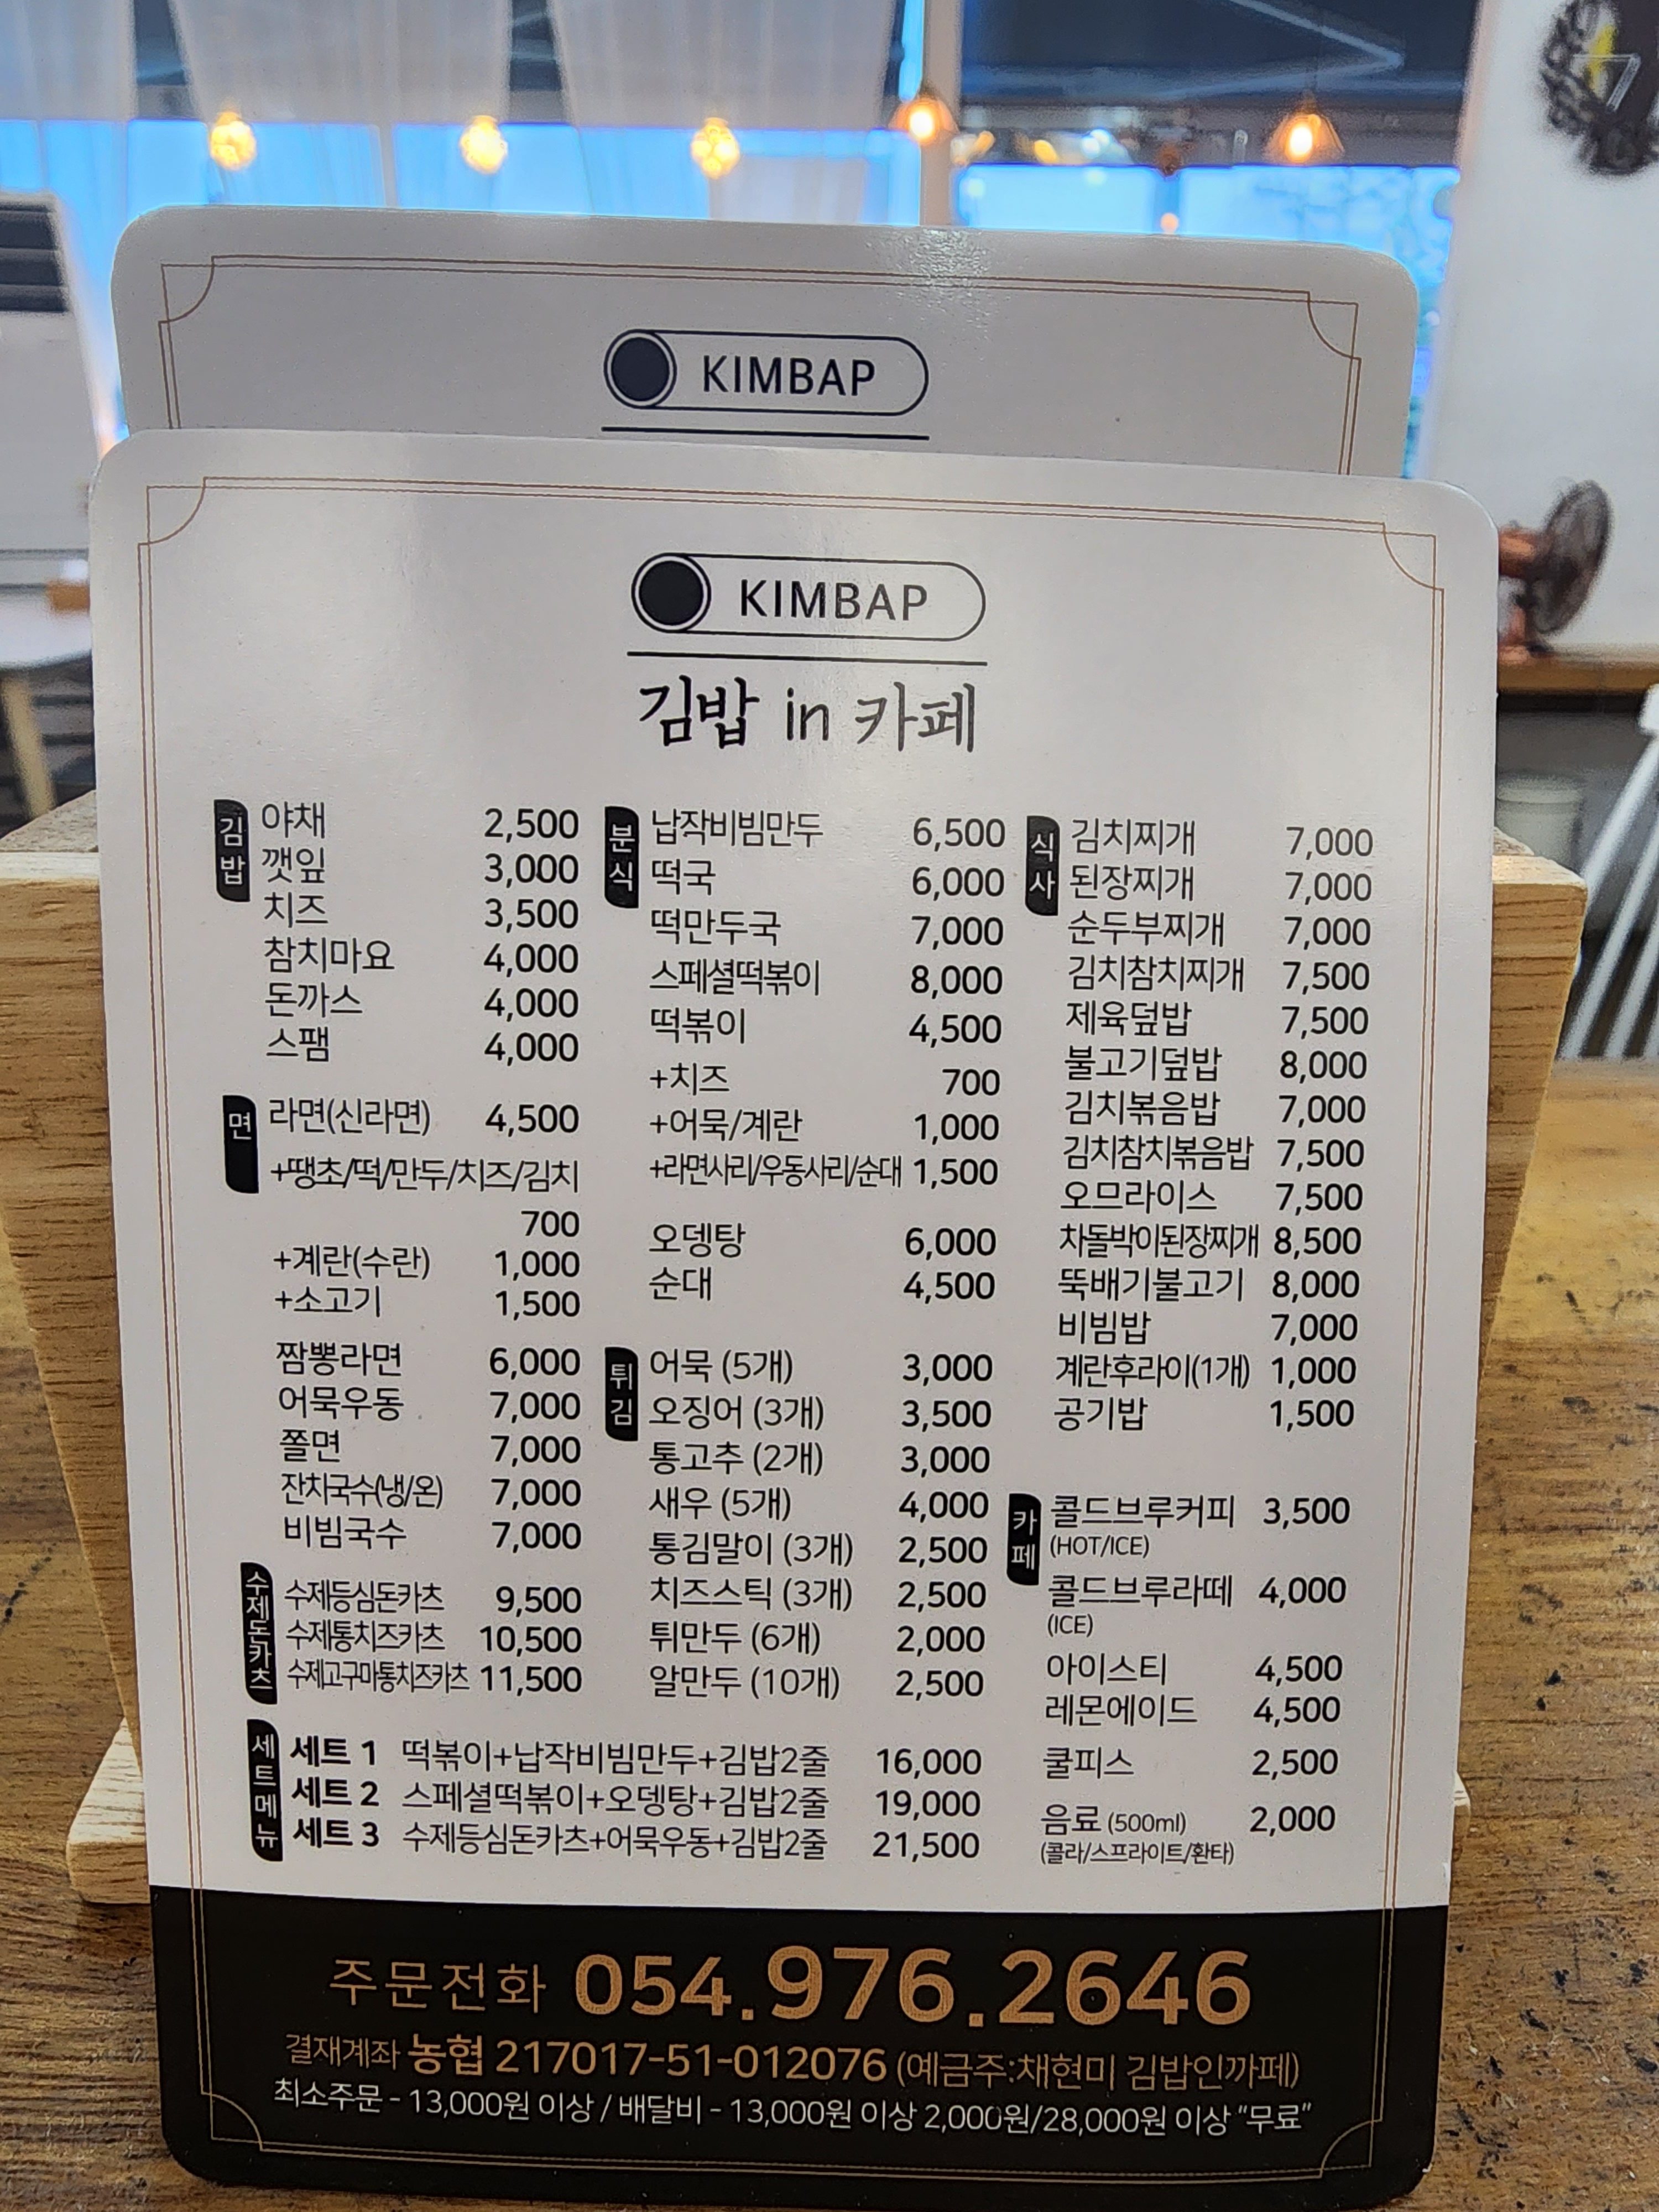 KIMBAP
KIMBAP
김밥 in 카페
김밥
야채 2,500
깻잎 3,000
치즈 3,500
참치마요 4,000
돈까스 4,000
스팸 4,000
면
라면(신라면) 4,500
+땡초/떡/만두/치즈/김치
700
+계란(수란) 1,000
+소고기 1,500
짬뽕라면 6,000
어묵우동 7,000
쫄면 7,000
잔치국수(냉/온) 7,000
비빔국수 7,000
수제돈카츠
수제등심돈카츠 9,500
수제통치즈카츠 10,500
수제고구마통치즈카츠 11,500
분식
납작비빔만두 6,500
떡국 6,000
떡만두국 7,000
스페셜떡볶이 8,000
떡볶이 4,500
+치즈 700
+어묵/계란 1,000
+라면사리/우동사리/순대 1,500
오뎅탕 6,000
순대 4,500
튀김
어묵 (5개) 3,000
오징어 (3개) 3,500
통고추 (2개) 3,000
새우 (5개) 4,000
통김말이 (3개) 2,500
치즈스틱 (3개) 2,500
튀만두 (6개) 2,000
알만두 (10개) 2,500
세트메뉴
세트 1 떡볶이+납작비빔만두+김밥2줄 16,000
세트 2 스페셜떡볶이+오뎅탕+김밥2줄 19,000
세트 3 수제등심돈카츠+어묵우동+김밥2줄 21,500
식사
김치찌개 7,000
된장찌개 7,000
순두부찌개 7,000
김치참치찌개 7,500
제육덮밥 7,500
불고기덮밥 8,000
김치볶음밥 7,000
김치참치볶음밥 7,500
오므라이스 7,500
차돌박이된장찌개 8,500
뚝배기불고기 8,000
비빔밥 7,000
계란후라이(1개) 1,000
공기밥 1,500
카페
콜드브루커피 3,500
(HOT/ICE)
콜드브루라떼 4,000
(ICE)
아이스티 4,500
레몬에이드 4,500
쿨피스 2,500
음료 (500ml) 2,000
(콜라/스프라이트/환타)
주문전화 054.976.2646
결재계좌 농협 217017-51-012076 (예금주:채현미 김밥인까페)
최소주문 - 13,000원 이상 / 배달비 - 13,000원 이상 2,000원/28,000원 이상 "무료"